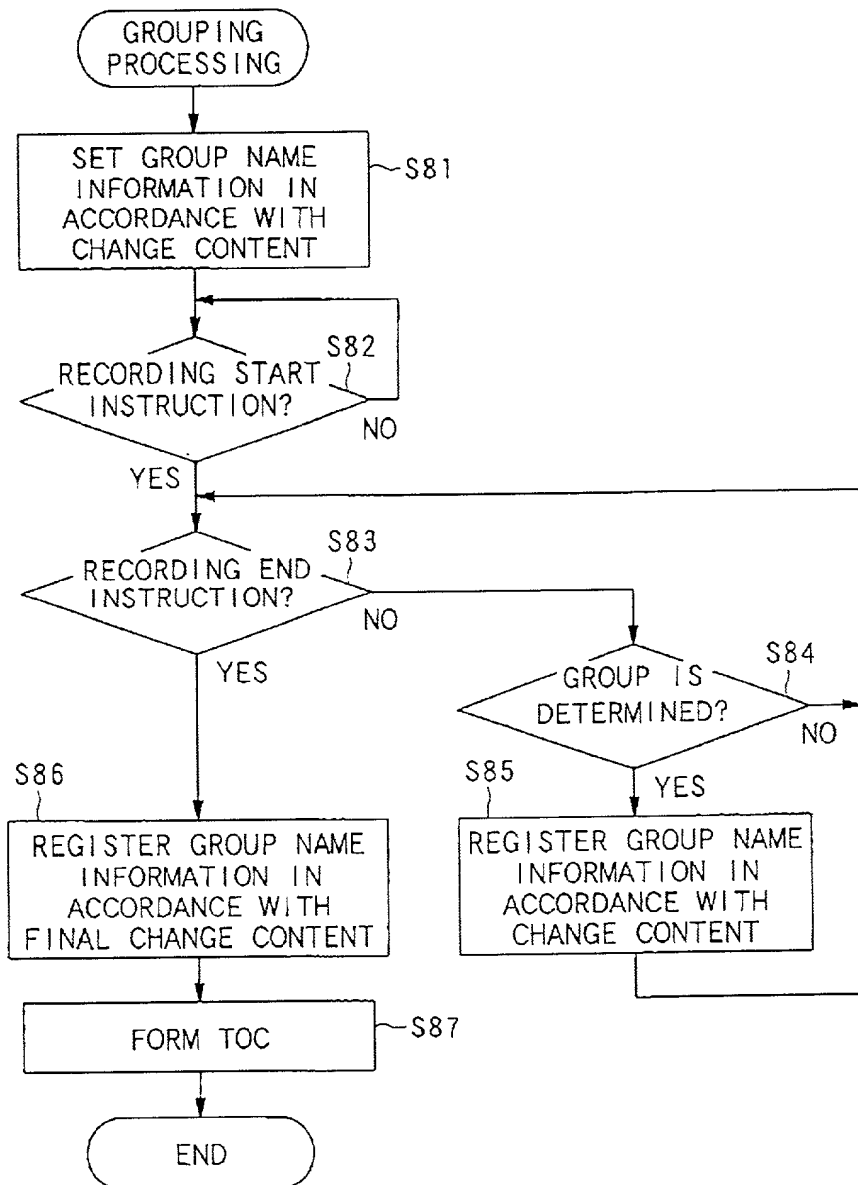 GROUPING
PROCESSING
SET GROUP NAME
INFORMATION IN
ACCORDANCE WITH
CHANGE CONTENT
S81
S82
RECORDING START
INSTRUCTION?
NO
YES
S83
RECORDING END
INSTRUCTION?
NO
YES
S84
GROUP IS
DETERMINED?
NO
YES
S86
REGISTER GROUP NAME
INFORMATION IN
ACCORDANCE WITH
FINAL CHANGE CONTENT
S85
REGISTER GROUP NAME
INFORMATION IN
ACCORDANCE WITH
CHANGE CONTENT
FORM TOC
S87
END